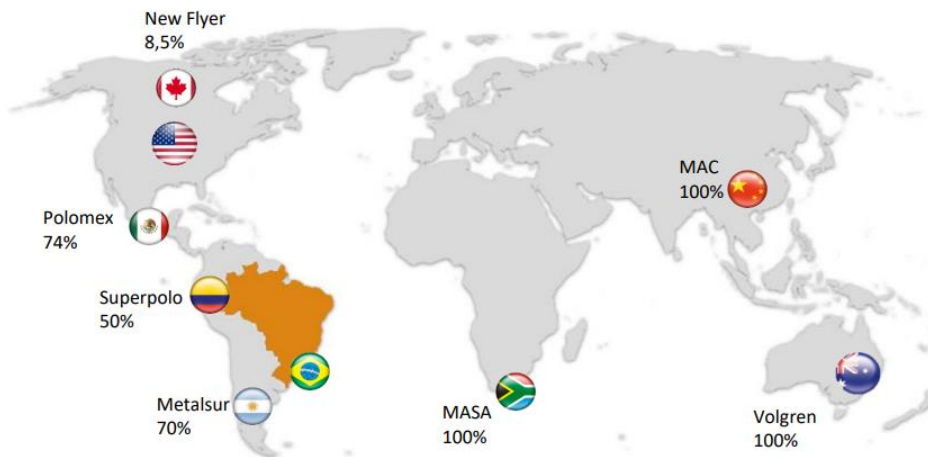 New Flyer
8,5%
MAC
100%
Polomex
74%
Superpolo
50%
Metalsur
70%
MASA
100%
Volgren
100%